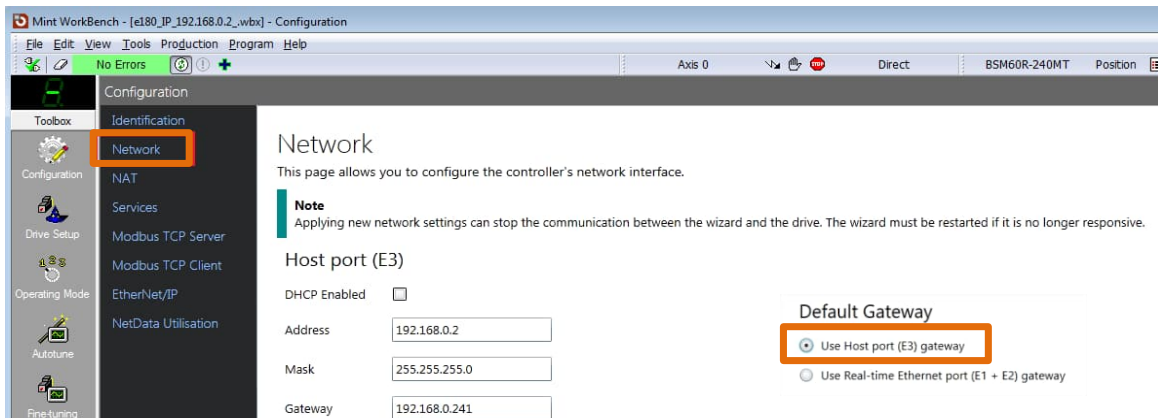 Mint WorkBench - [e180_IP_192.168.0.2_.wbx] - Configuration
File Edit View Tools Production Program Help
No Errors Axis 0 STOP Direct BSM60R-240MT Position
Configuration
Toolbox
Identification
Network
Configuration
NAT
Services
Drive Setup
Modbus TCP Server
Modbus TCP Client
Operating Mode
EtherNet/IP
NetData Utilisation
Autotune
Fine-tuning
Network
This page allows you to configure the controller's network interface.
Note
Applying new network settings can stop the communication between the wizard and the drive. The wizard must be restarted if it is no longer responsive.
Host port (E3)
DHCP Enabled
Address 192.168.0.2
Mask 255.255.255.0
Gateway 192.168.0.241
Default Gateway
Use Host port (E3) gateway
Use Real-time Ethernet port (E1 + E2) gateway